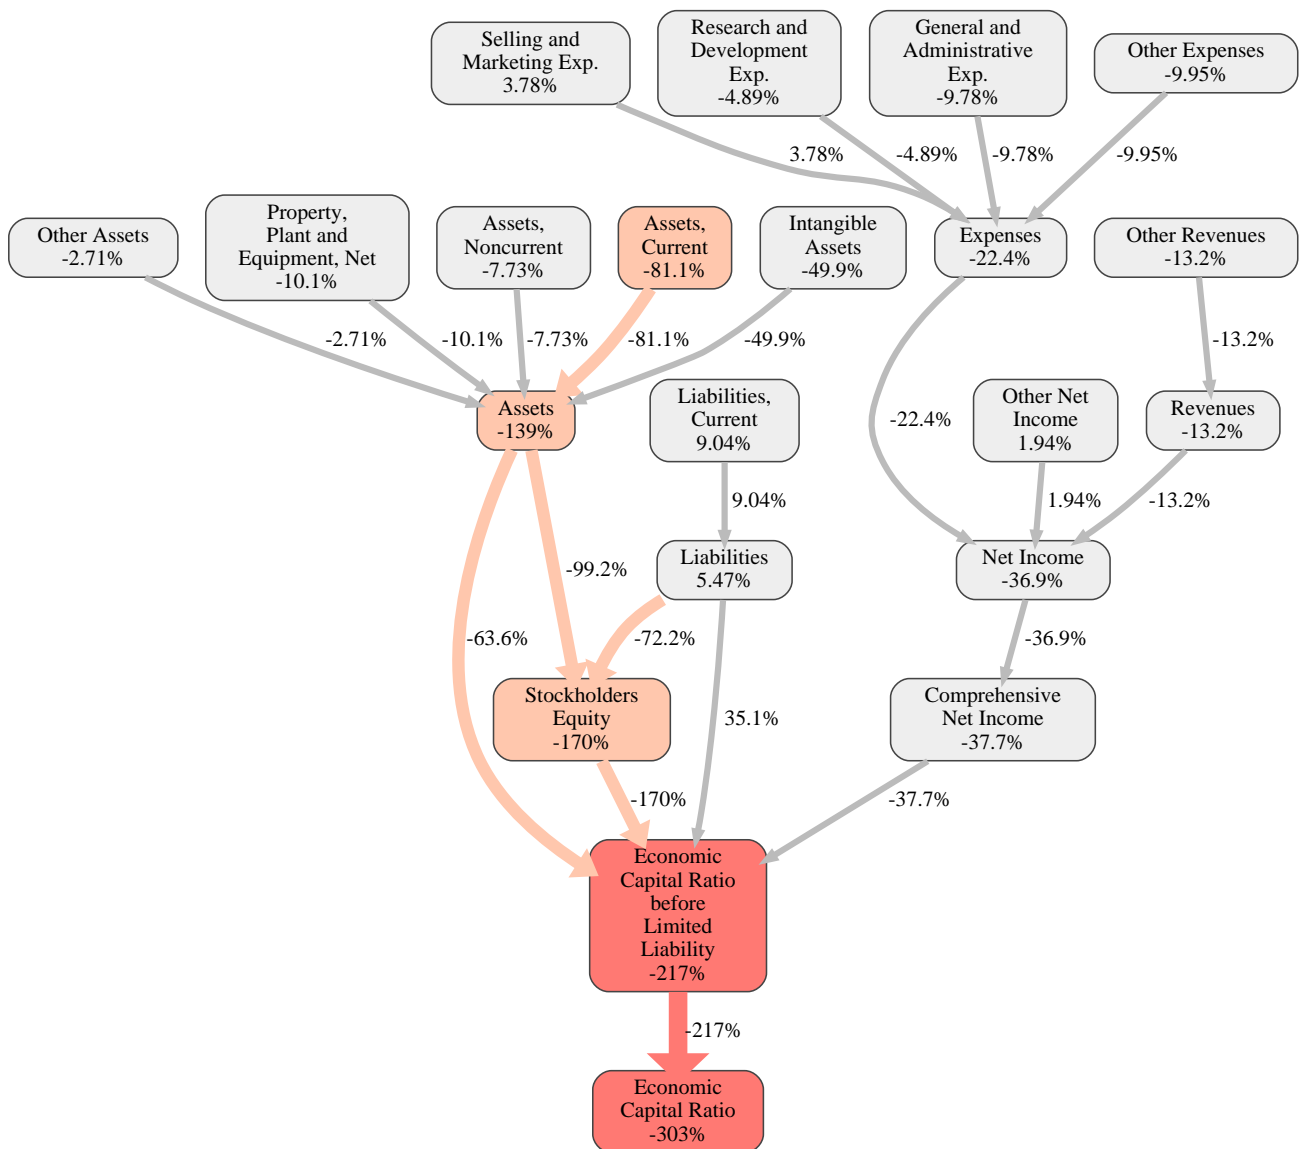 Selling and
Marketing Exp.
3.78%
Research and
Development
Exp.
-4.89%
General and
Administrative
Exp.
-9.78%
Other Expenses
-9.95%
3.78%
-4.89%
-9.78%
-9.95%
Other Assets
-2.71%
Property,
Plant and
Equipment, Net
-10.1%
Assets,
Noncurrent
-7.73%
Assets,
Current
-81.1%
Intangible
Assets
-49.9%
Expenses
-22.4%
Other Revenues
-13.2%
-2.71%
-10.1%
-7.73%
-81.1%
-49.9%
-13.2%
Assets
-139%
Liabilities,
Current
9.04%
-22.4%
Other Net
Income
1.94%
Revenues
-13.2%
9.04%
1.94%
-13.2%
-99.2%
Liabilities
5.47%
Net Income
-36.9%
-63.6%
-72.2%
-36.9%
Stockholders
Equity
-170%
35.1%
Comprehensive
Net Income
-37.7%
-170%
-37.7%
Economic
Capital Ratio
before
Limited
Liability
-217%
-217%
Economic
Capital Ratio
-303%